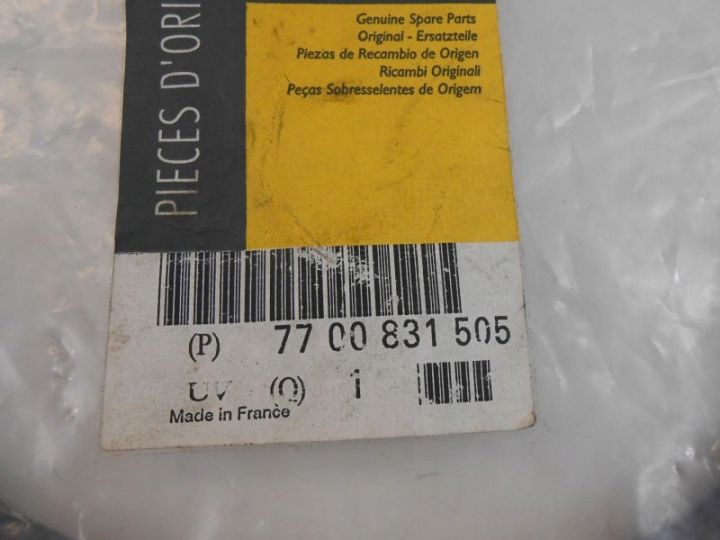 PIECES D'ORI
Genuine Spare Parts
Original - Ersatzteile
Piezas de Recambio de Origen
Ricambi Originali
Peças Sobresselentes de Origem
(P) 77 00 831 505
UV (Q) 1
Made in France